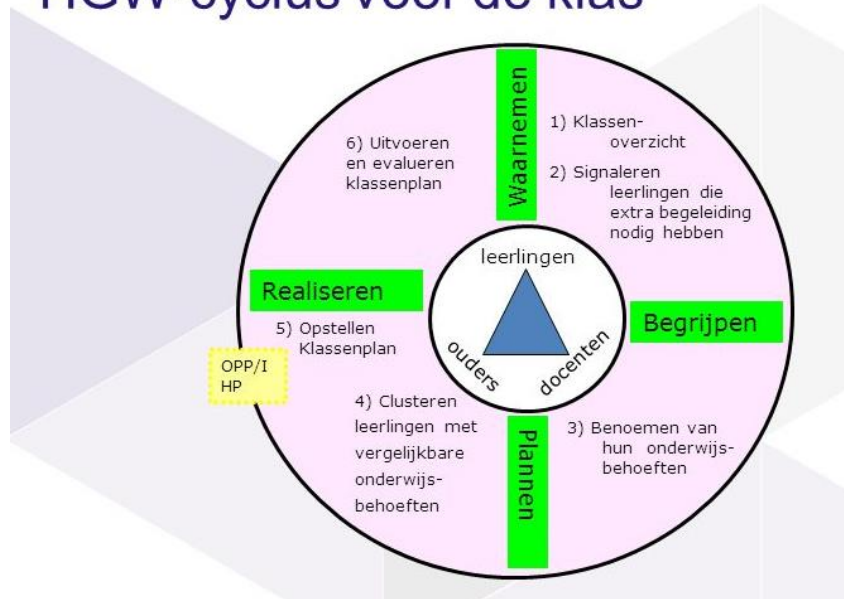 HGW-cyclus voor de klas
Waarnemen
1) Klassen-
overzicht
2) Signaleren
leerlingen die
extra begeleiding
nodig hebben
Begrijpen
3) Benoemen van
hun onderwijs-
behoeften
Plannen
4) Clusteren
leerlingen met
vergelijkbare
onderwijs-
behoeften
Realiseren
5) Opstellen
Klassenplan
OPP/I
HP
6) Uitvoeren
en evalueren
klassenplan
leerlingen
ouders
docenten